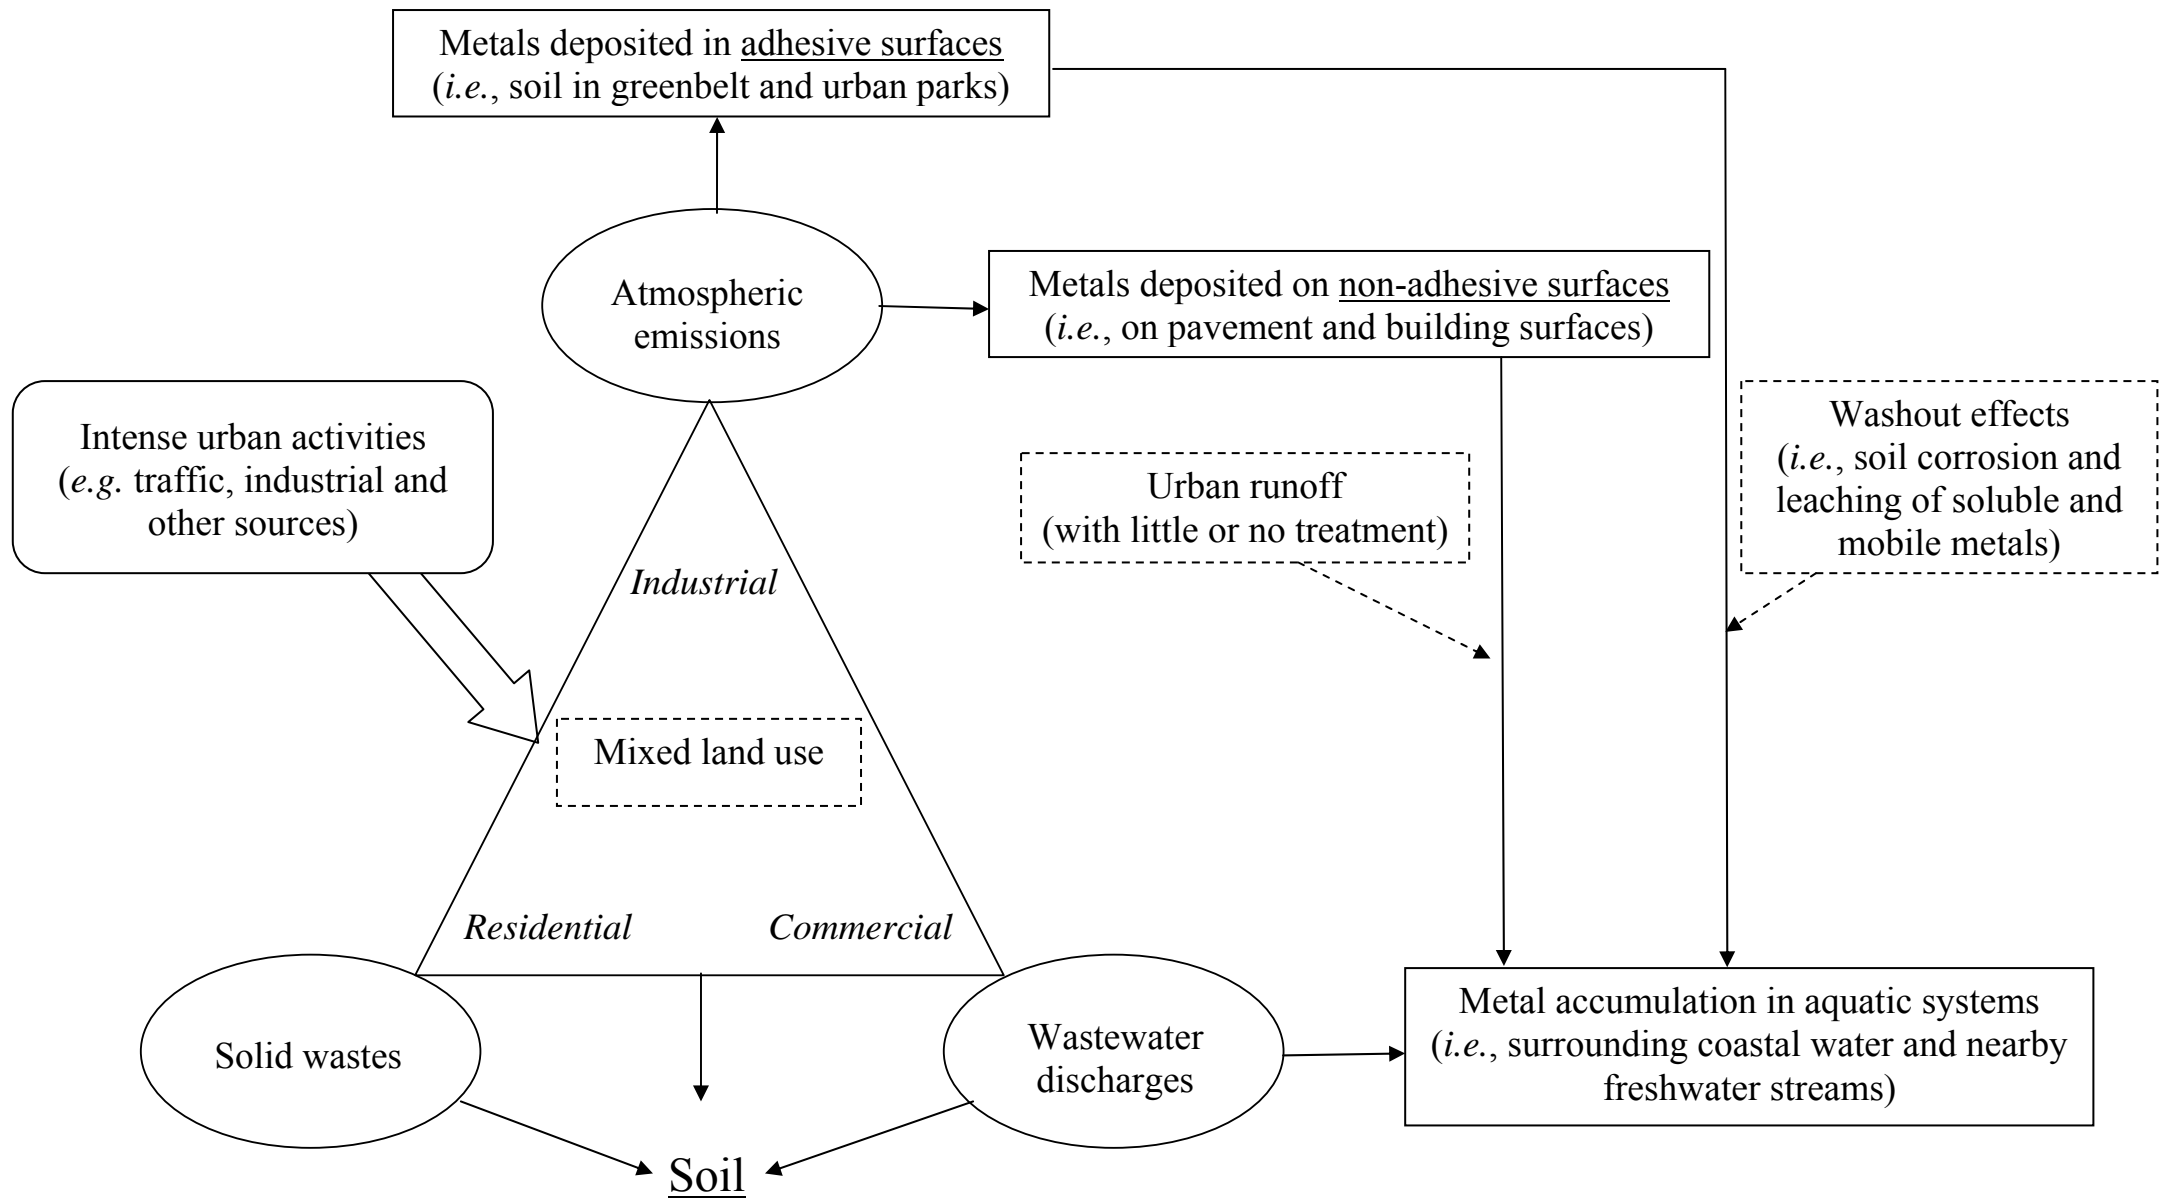 Metals deposited in adhesive surfaces
(i.e., soil in greenbelt and urban parks)
Atmospheric
emissions
Metals deposited on non-adhesive surfaces
(i.e., on pavement and building surfaces)
Intense urban activities
(e.g. traffic, industrial and
other sources)
Urban runoff
(with little or no treatment)
Washout effects
(i.e., soil corrosion and
leaching of soluble and
mobile metals)
Industrial
Mixed land use
Residential
Commercial
Solid wastes
Wastewater
discharges
Metal accumulation in aquatic systems
(i.e., surrounding coastal water and nearby
freshwater streams)
Soil